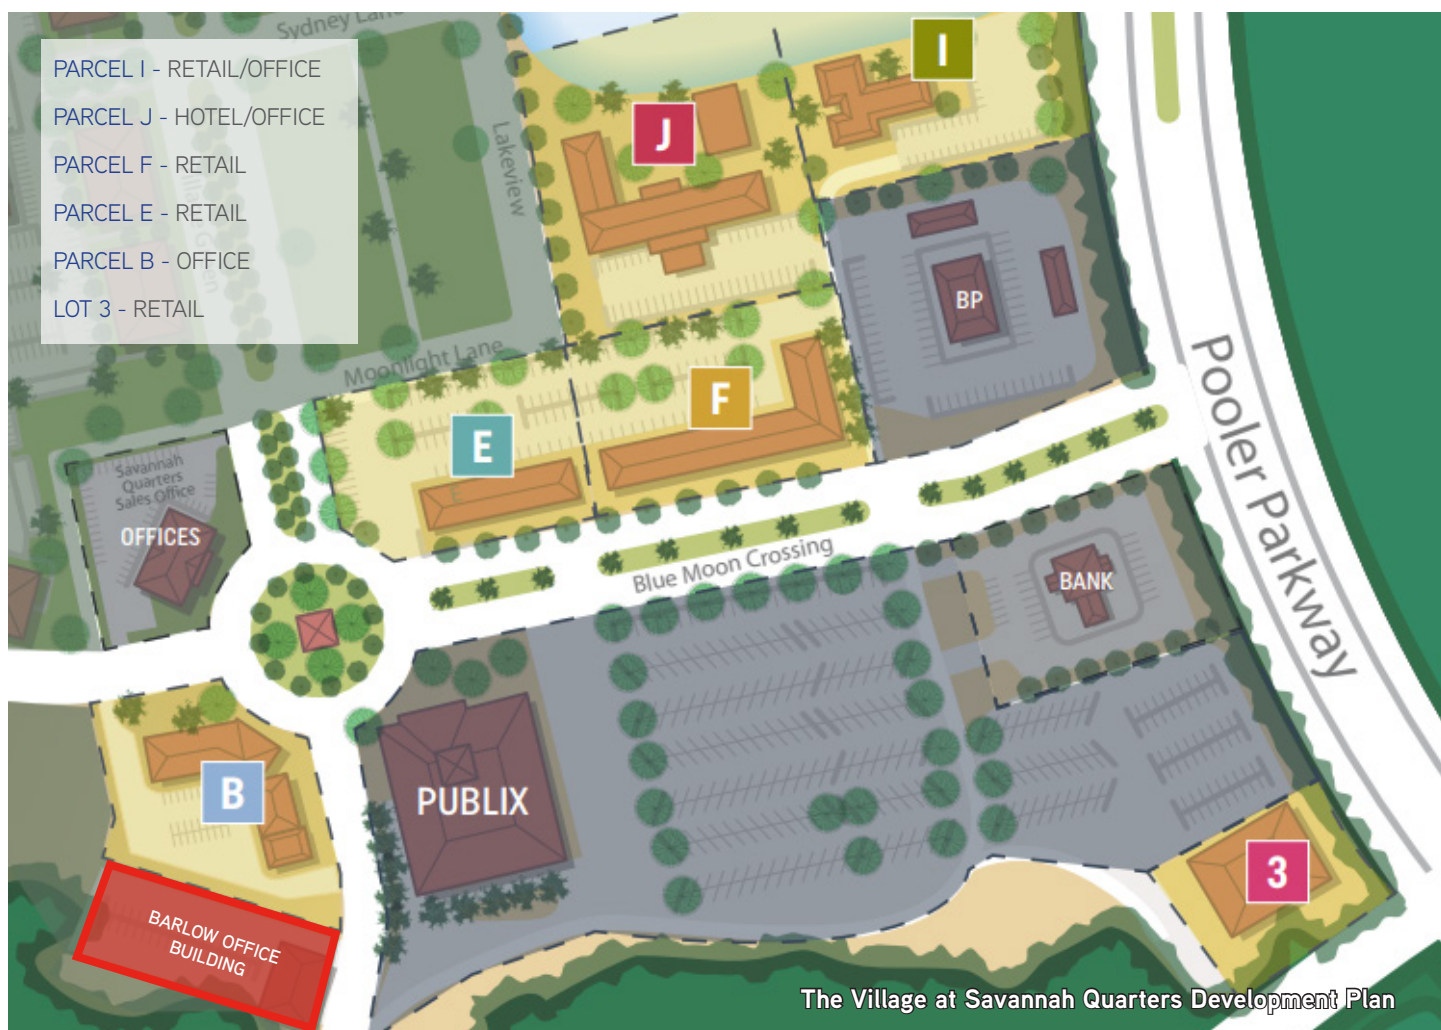 Sydney Lane
PARCEL I - RETAIL/OFFICE
PARCEL J - HOTEL/OFFICE
PARCEL F - RETAIL
PARCEL E - RETAIL
PARCEL B - OFFICE
LOT 3 - RETAIL
I
J
Lakeview
BP
Moonlight Lane
F
E
E
Pooler Parkway
Savannah
Quarters
Sales Office
OFFICES
Blue Moon Crossing
BANK
B
PUBLIX
3
BARLOW OFFICE
BUILDING
The Village at Savannah Quarters Development Plan